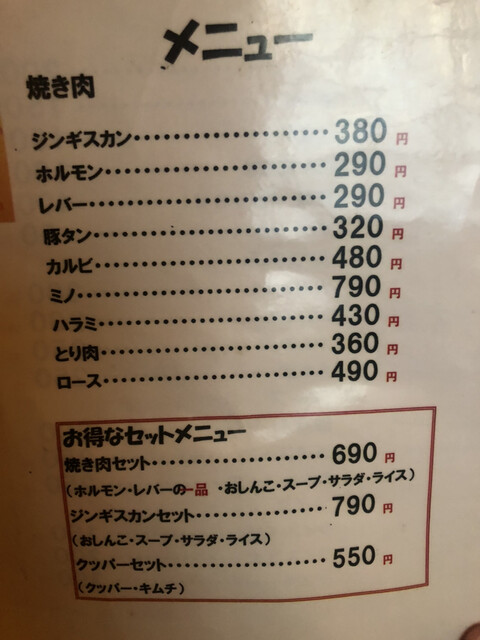 メニュー
焼き肉
ジンギスカン・・・・・・・・・・・・・・・・・・・・380円
ホルモン・・・・・・・・・・・・・・・・・・・・・・・290円
レバー・・・・・・・・・・・・・・・・・・・・・・・・・290円
豚タン・・・・・・・・・・・・・・・・・・・・・・・・320円
カルビ・・・・・・・・・・・・・・・・・・・・・・・・480円
ミノ・・・・・・・・・・・・・・・・・・・・・・・・・・790円
ハラミ・・・・・・・・・・・・・・・・・・・・・・・・430円
とり肉・・・・・・・・・・・・・・・・・・・・・・・・360円
ロース・・・・・・・・・・・・・・・・・・・・・・・・490円
お得なセットメニュー
焼き肉セット・・・・・・・・・・・・・・・・・・・690円
(ホルモン・レバーの一品 ・おしんこ・スープ・サラダ・ライス)
ジンギスカンセット・・・・・・・・・・・・・・790円
(おしんこ・スープ・サラダ・ライス)
クッパーセット・・・・・・・・・・・・・・・・・550円
(クッパー・キムチ)